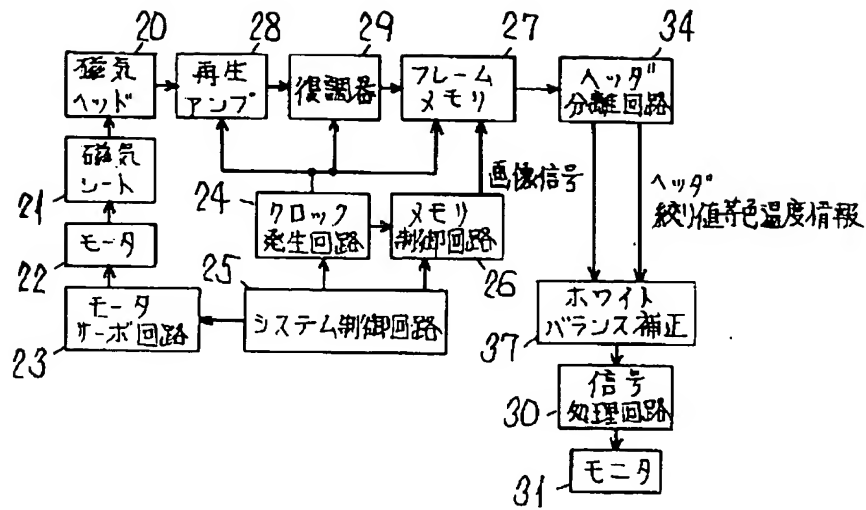 20
28
29
27
34
磁気
ヘッド
再生
アンプ
復調器
フレーム
メモリ
ヘッダ
分離回路
磁気
シート
21
24
クロック
発生回路
メモリ
制御回路
26
画像信号
ヘッダ
絞り値等色温度情報
モータ
22
25
モータ
サーボ回路
23
システム制御回路
ホワイト
バランス補正
37
信号
処理回路
30
モニタ
31